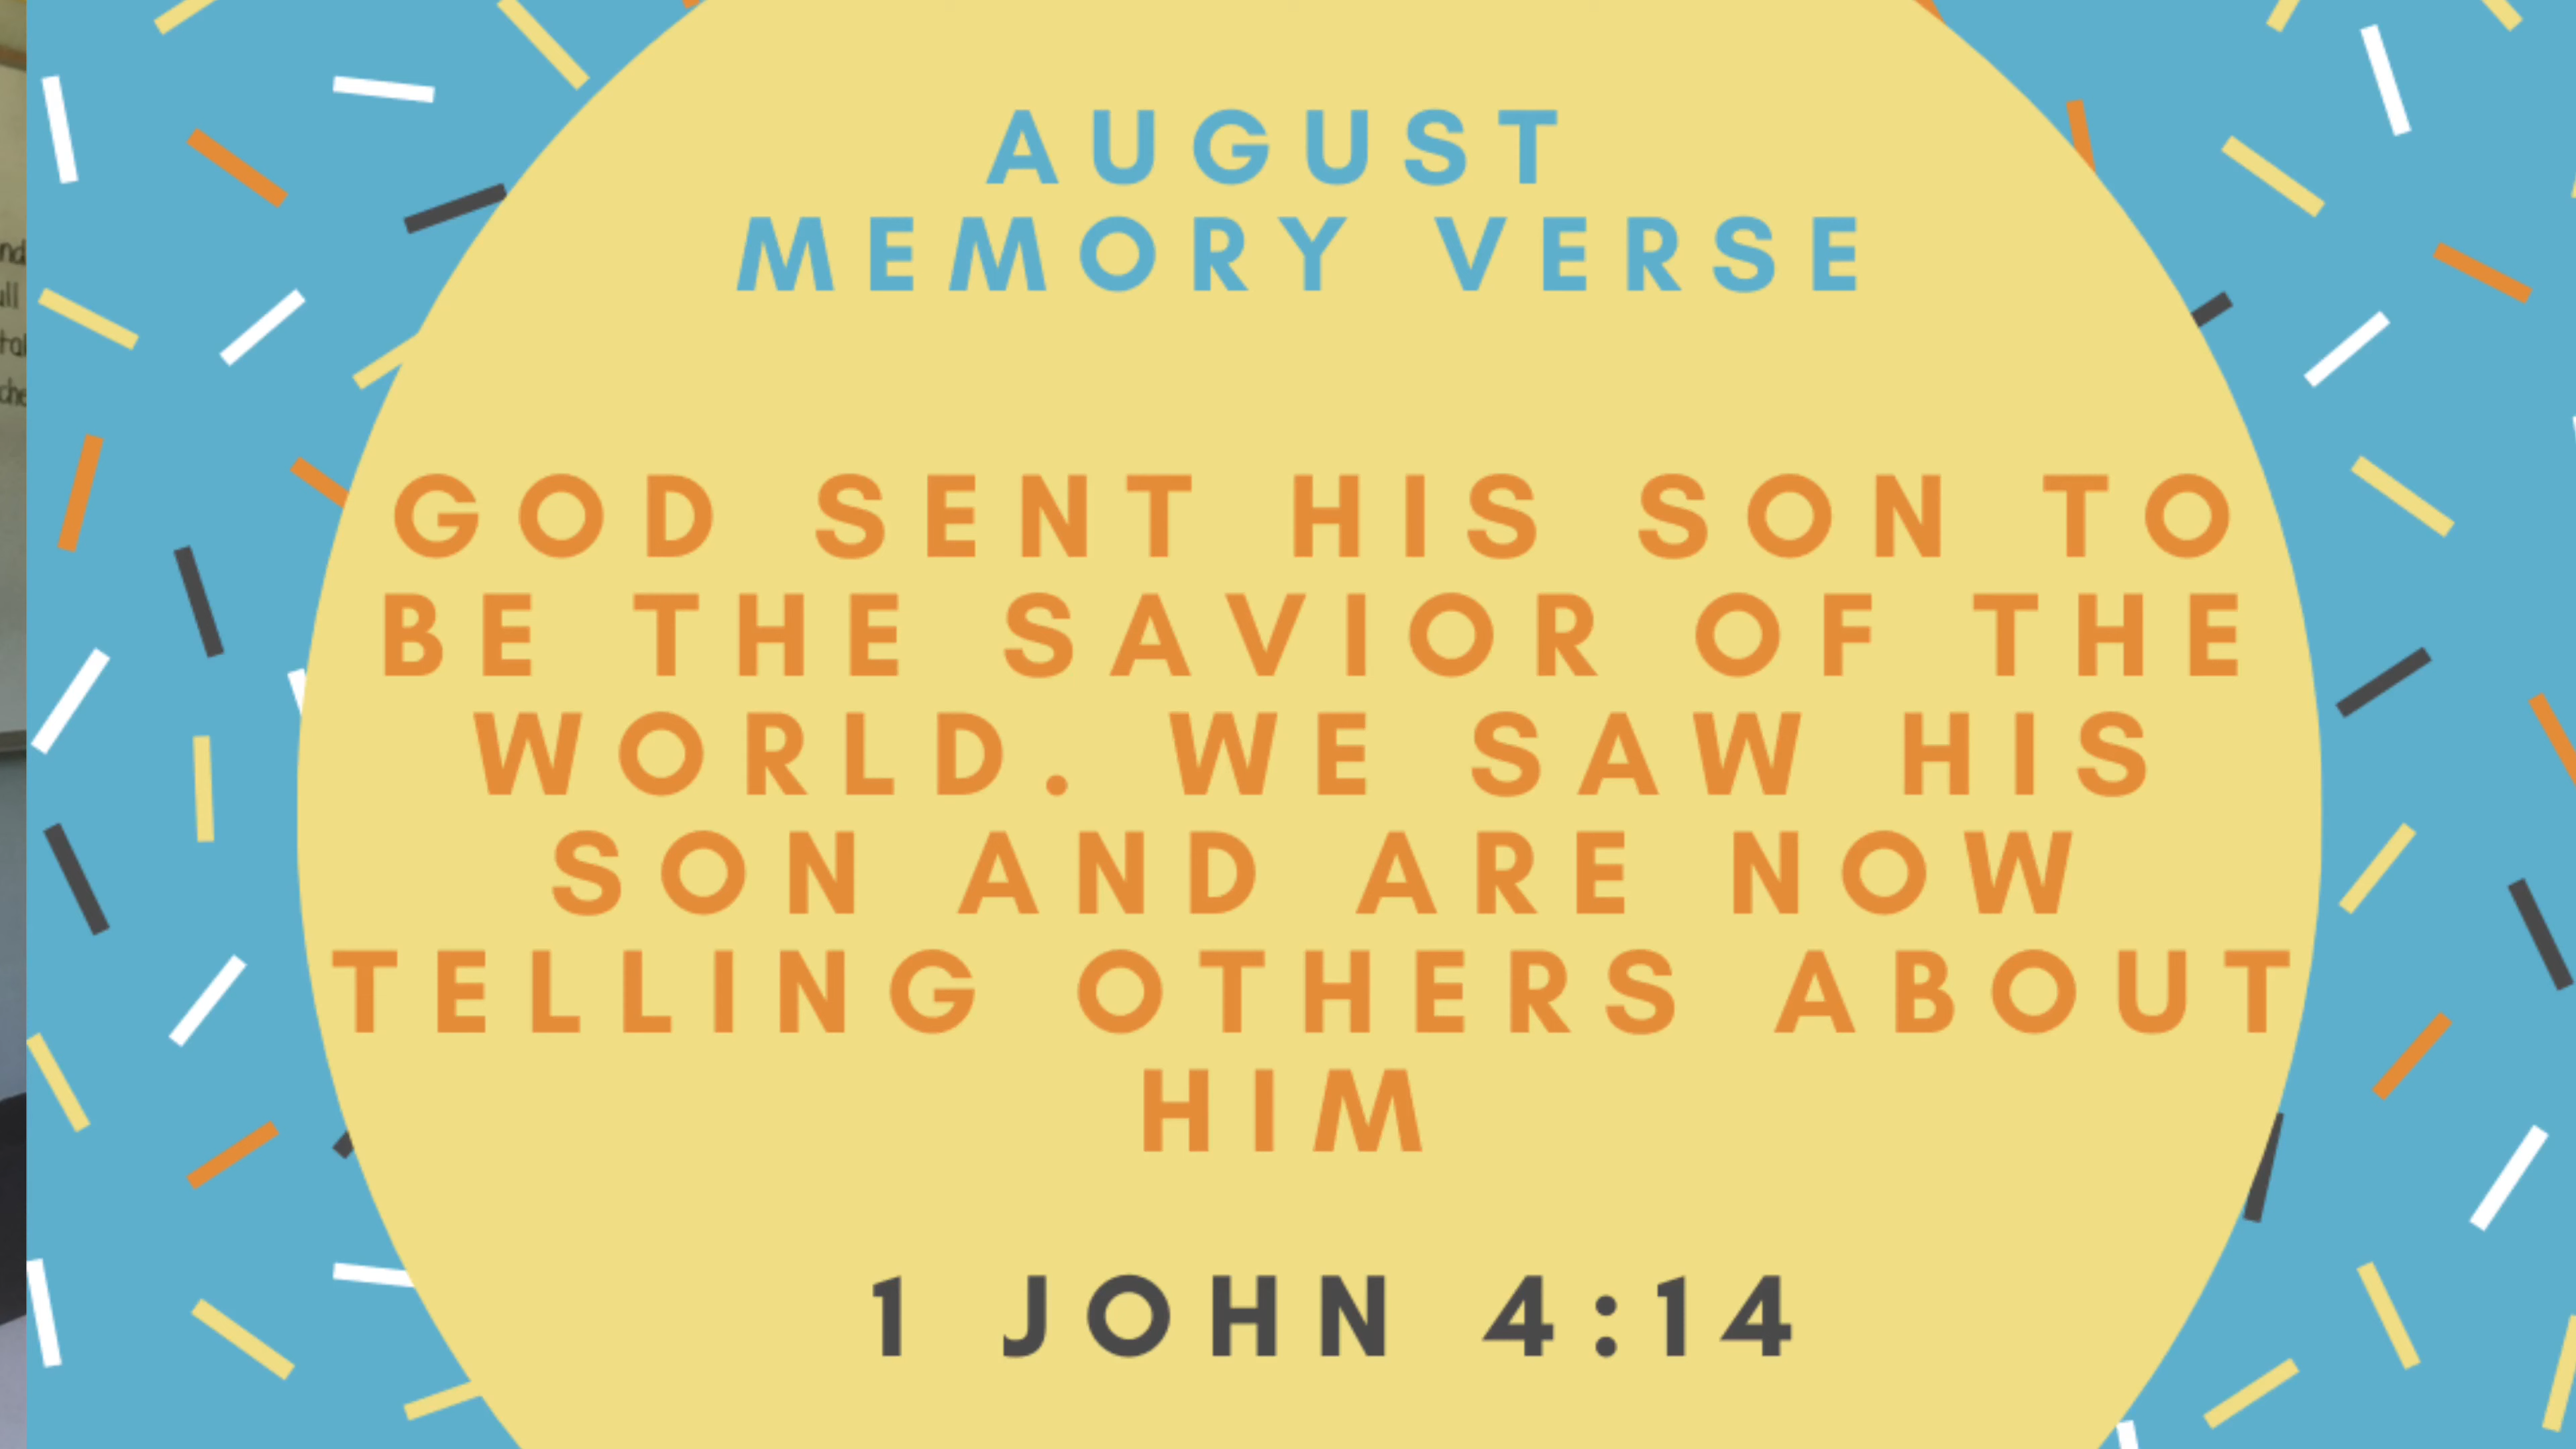 AUGUST
MEMORY VERSE
GOD SENT HIS SON TO
BE THE SAVIOR OF THE
WORLD. WE SAW HIS
SON AND ARE NOW
TELLING OTHERS ABOUT
HIM
1 JOHN 4:14